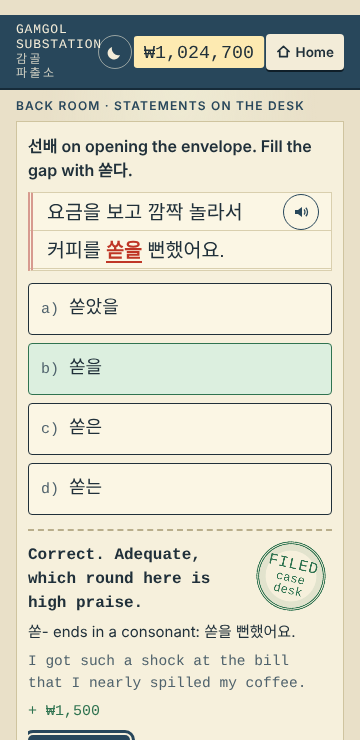 GAMGOL
SUBSTATION
감골
파출소
₩1,024,700
Home
BACK ROOM · STATEMENTS ON THE DESK
선배 on opening the envelope. Fill the
gap with 쏟다.
요금을 보고 깜짝 놀라서
커피를 쏟을 뻔했어요.
a) 쏟았을
b) 쏟을
c) 쏟은
d) 쏟는
Correct. Adequate,
which round here is
high praise.
FILED
case
desk
쏟- ends in a consonant: 쏟을 뻔했어요.
I got such a shock at the bill
that I nearly spilled my coffee.
+ ₩1,500